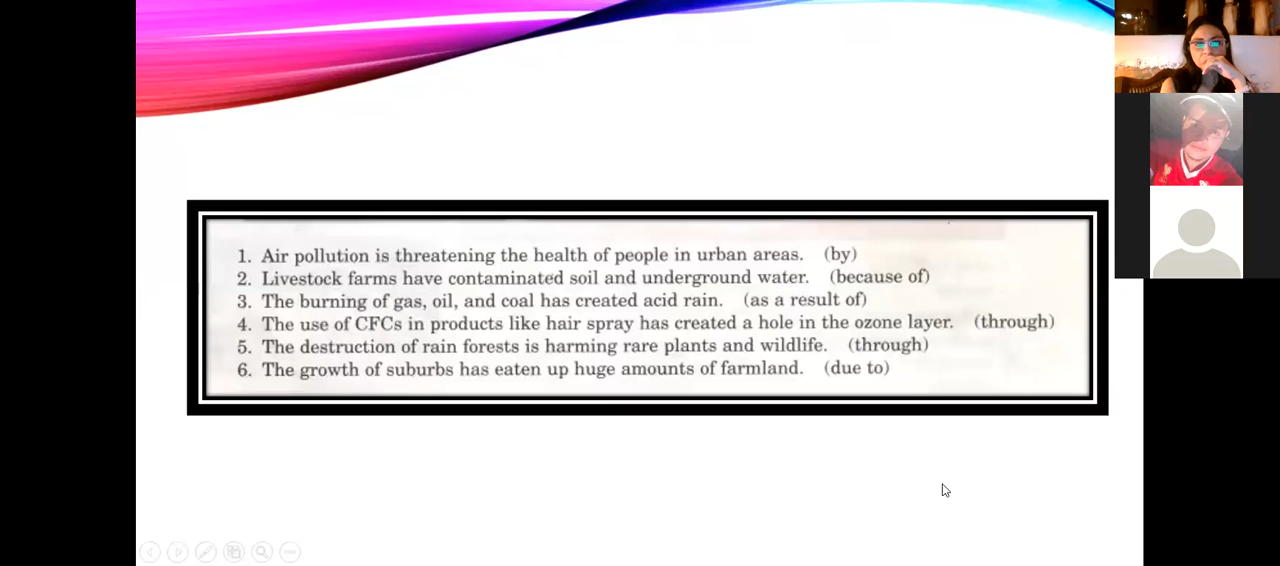 1. Air pollution is threatening the health of people in urban areas. (by)
2. Livestock farms have contaminated soil and underground water. (because of)
3. The burning of gas, oil, and coal has created acid rain. (as a result of)
4. The use of CFCs in products like hair spray has created a hole in the ozone layer. (through)
5. The destruction of rain forests is harming rare plants and wildlife. (through)
6. The growth of suburbs has eaten up huge amounts of farmland. (due to)